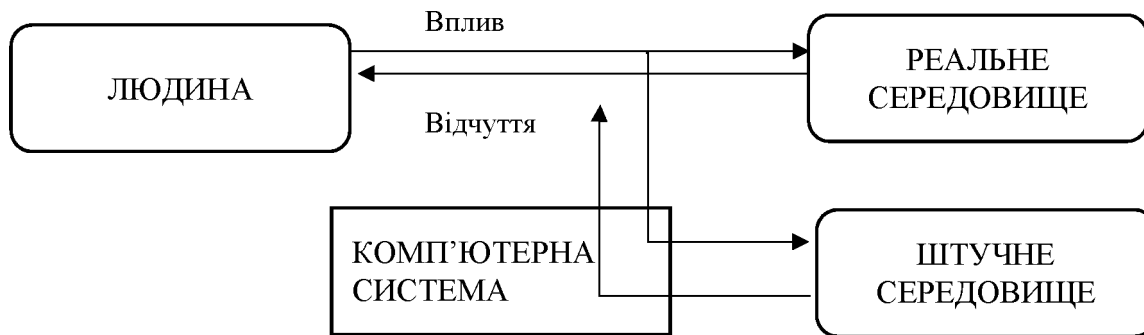 Вплив
ЛЮДИНА
РЕАЛЬНЕ
СЕРЕДОВИЩЕ
Відчуття
КОМП’ЮТЕРНА
СИСТЕМА
ШТУЧНЕ
СЕРЕДОВИЩЕ